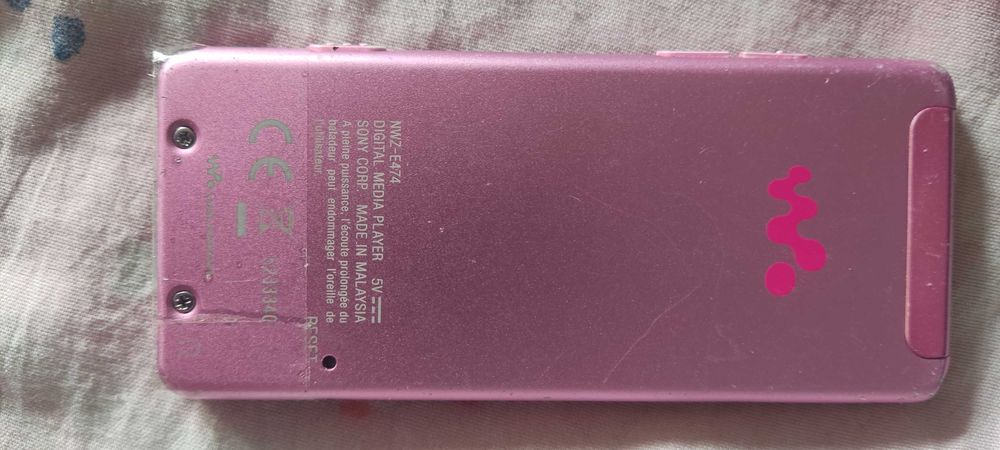 NWZ-E474
DIGITAL MEDIA PLAYER 5V
SONY CORP. MADE IN MALAYSIA
A pleine puissance, l'écoute prolongée du
baladeur peut endommager l'oreille de
l'utilisateur.
RESET
CE